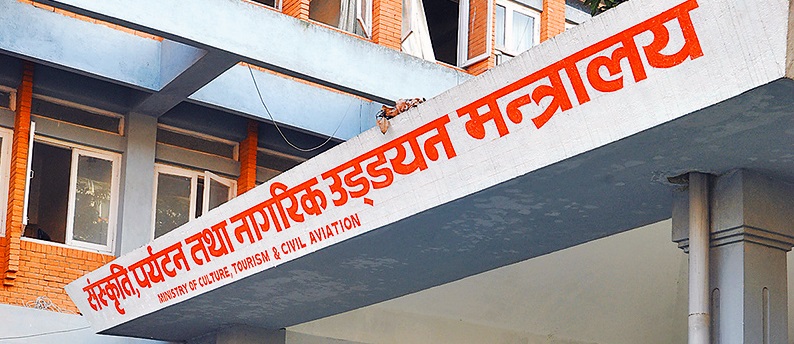 संस्कृति, पर्यटन तथा नागरिक उड्डयन मन्त्रालय
MINISTRY OF CULTURE, TOURISM & CIVIL AVIATION